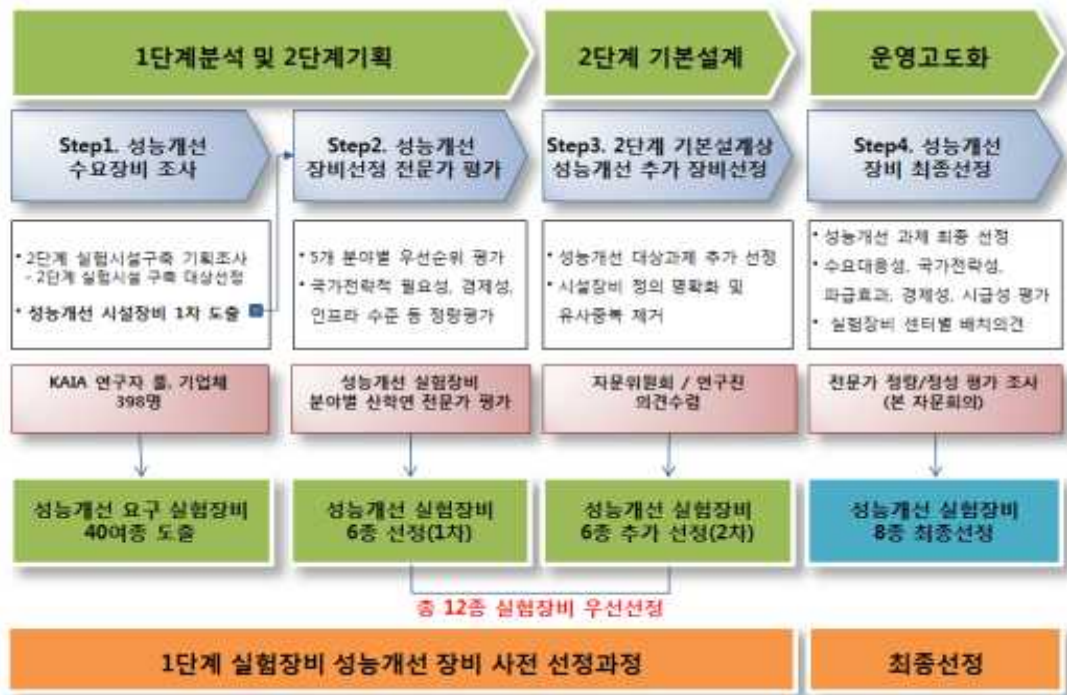 1단계분석 및 2단계기획
2단계 기본설계
운영고도화
Step1. 성능개선
수요장비 조사
Step2. 성능개선
장비선정 전문가 평가
Step3. 2단계 기본설계상
성능개선 추가 장비선정
Step4. 성능개선
장비 최종선정
• 2단계 실험시설구축 기획조사
- 2단계 실험시설 구축 대상선정
• 성능개선 시설장비 1차 도출
• 5개 분야별 우선순위 평가
• 국가전략적 필요성, 경제성,
인프라 수준 등 정량평가
• 성능개선 대상과제 추가 선정
• 시설장비 정의 명확화 및
유사중복 제거
• 성능개선 과제 최종 선정
• 수요대응성, 국가전략성,
파급효과, 경제성, 시급성 평가
• 실험장비 센터별 배치의견
KAIA 연구자 풀, 기업체
398명
성능개선 실험장비
분야별 산학연 전문가 평가
자문위원회 / 연구진
의견수렴
전문가 정량/정성 평가 조사
(본 자문회의)
성능개선 요구 실험장비
40여종 도출
성능개선 실험장비
6종 선정(1차)
성능개선 실험장비
6종 추가 선정(2차)
성능개선 실험장비
8종 최종선정
총 12종 실험장비 우선선정
1단계 실험장비 성능개선 장비 사전 선정과정
최종선정